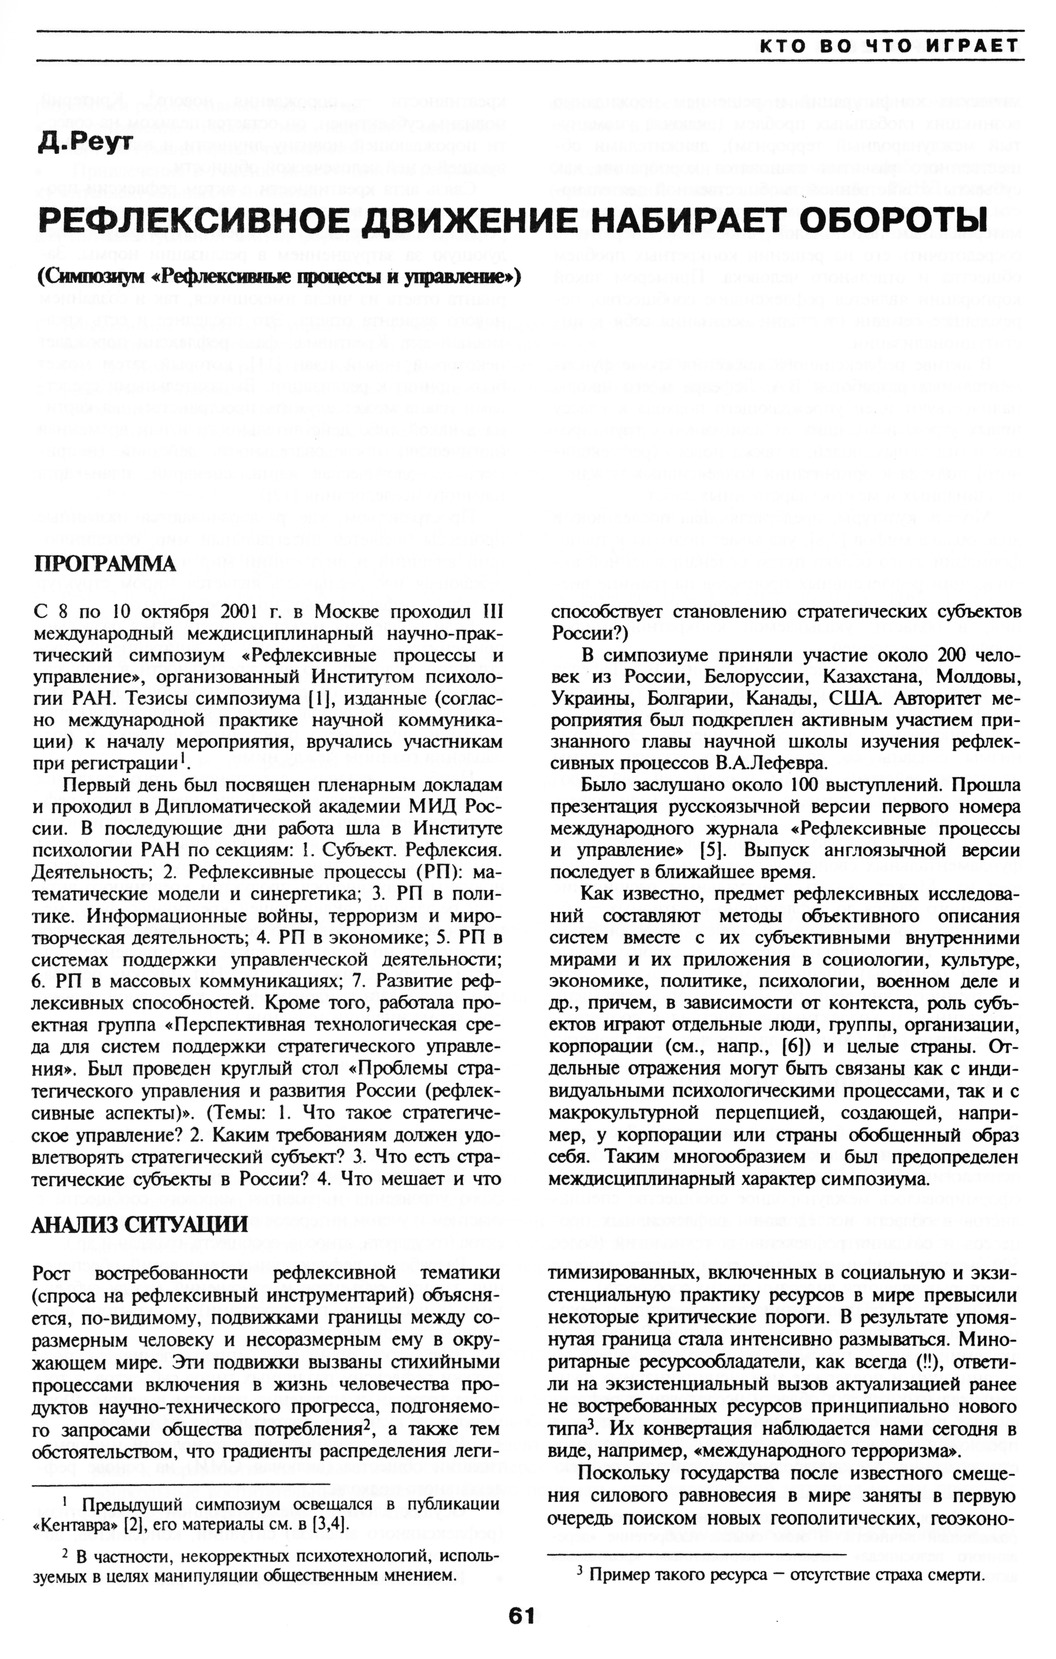 КТО ВО ЧТО ИГРАЕТ
Д.Реут
РЕФЛЕКСИВНОЕ ДВИЖЕНИЕ НАБИРАЕТ ОБОРОТЫ
(Симпозиум «Рефлексивные процессы и управление»)
ПРОГРАММА
С 8 по 10 октября 2001 г. в Москве проходил III
международный междисциплинарный научно-прак-
тический симпозиум «Рефлексивные процессы и
управление», организованный Институтом психоло-
гии РАН. Тезисы симпозиума [1], изданные (соглас-
но международной практике научной коммуника-
ции) к началу мероприятия, вручались участникам
при регистрации¹.
Первый день был посвящен пленарным докладам
и проходил в Дипломатической академии МИД Рос-
сии. В последующие дни работа шла в Институте
психологии РАН по секциям: 1. Субъект. Рефлексия.
Деятельность; 2. Рефлексивные процессы (РП): ма-
тематические модели и синергетика; 3. РП в поли-
тике. Информационные войны, терроризм и миро-
творческая деятельность; 4. РП в экономике; 5. РП в
системах поддержки управленческой деятельности;
6. РП в массовых коммуникациях; 7. Развитие реф-
лексивных способностей. Кроме того, работала про-
ектная группа «Перспективная технологическая сре-
да для систем поддержки стратегического управле-
ния». Был проведен круглый стол «Проблемы стра-
тегического управления и развития России (рефлек-
сивные аспекты)». (Темы: 1. Что такое стратегиче-
ское управление? 2. Каким требованиям должен удо-
влетворять стратегический субъект? 3. Что есть стра-
тегические субъекты в России? 4. Что мешает и что
способствует становлению стратегических субъектов
России?)
В симпозиуме приняли участие около 200 чело-
век из России, Белоруссии, Казахстана, Молдовы,
Украины, Болгарии, Канады, США. Авторитет ме-
роприятия был подкреплен активным участием при-
знанного главы научной школы изучения рефлек-
сивных процессов В.А.Лефевра.
Было заслушано около 100 выступлений. Прошла
презентация русскоязычной версии первого номера
международного журнала «Рефлексивные процессы
и управление» [5]. Выпуск англоязычной версии
последует в ближайшее время.
Как известно, предмет рефлексивных исследова-
ний составляют методы объективного описания
систем вместе с их субъективными внутренними
мирами и их приложения в социологии, культуре,
экономике, политике, психологии, военном деле и
др., причем, в зависимости от контекста, роль субъ-
ектов играют отдельные люди, группы, организации,
корпорации (см., напр., [6]) и целые страны. От-
дельные отражения могут быть связаны как с инди-
видуальными психологическими процессами, так и с
макрокультурной перцепцией, создающей, напри-
мер, у корпорации или страны обобщенный образ
себя. Таким многообразием и был предопределен
междисциплинарный характер симпозиума.
АНАЛИЗ СИТУАЦИИ
Рост востребованности рефлексивной тематики
(спроса на рефлексивный инструментарий) объясня-
ется, по-видимому, подвижками границы между со-
размерным человеку и несоразмерным ему в окру-
жающем мире. Эти подвижки вызваны стихийными
процессами включения в жизнь человечества про-
дуктов научно-технического прогресса, подгоняемо-
го запросами общества потребления², а также тем
обстоятельством, что градиенты распределения леги-
тимизированных, включенных в социальную и экзи-
стенциальную практику ресурсов в мире превысили
некоторые критические пороги. В результате упомя-
нутая граница стала интенсивно размываться. Мино-
ритарные ресурсообладатели, как всегда (!!), ответи-
ли на экзистенциальный вызов актуализацией ранее
не востребованных ресурсов принципиально нового
типа³. Их конвертация наблюдается нами сегодня в
виде, например, «международного терроризма».
Поскольку государства после известного смеще-
ния силового равновесия в мире заняты в первую
очередь поиском новых геополитических, геоэконо-
¹ Предыдущий симпозиум освещался в публикации
«Кентавра» [2], его материалы см. в [3,4].
² В частности, некорректных психотехнологий, исполь-
зуемых в целях манипуляции общественным мнением.
³ Пример такого ресурса — отсутствие страха смерти.
61